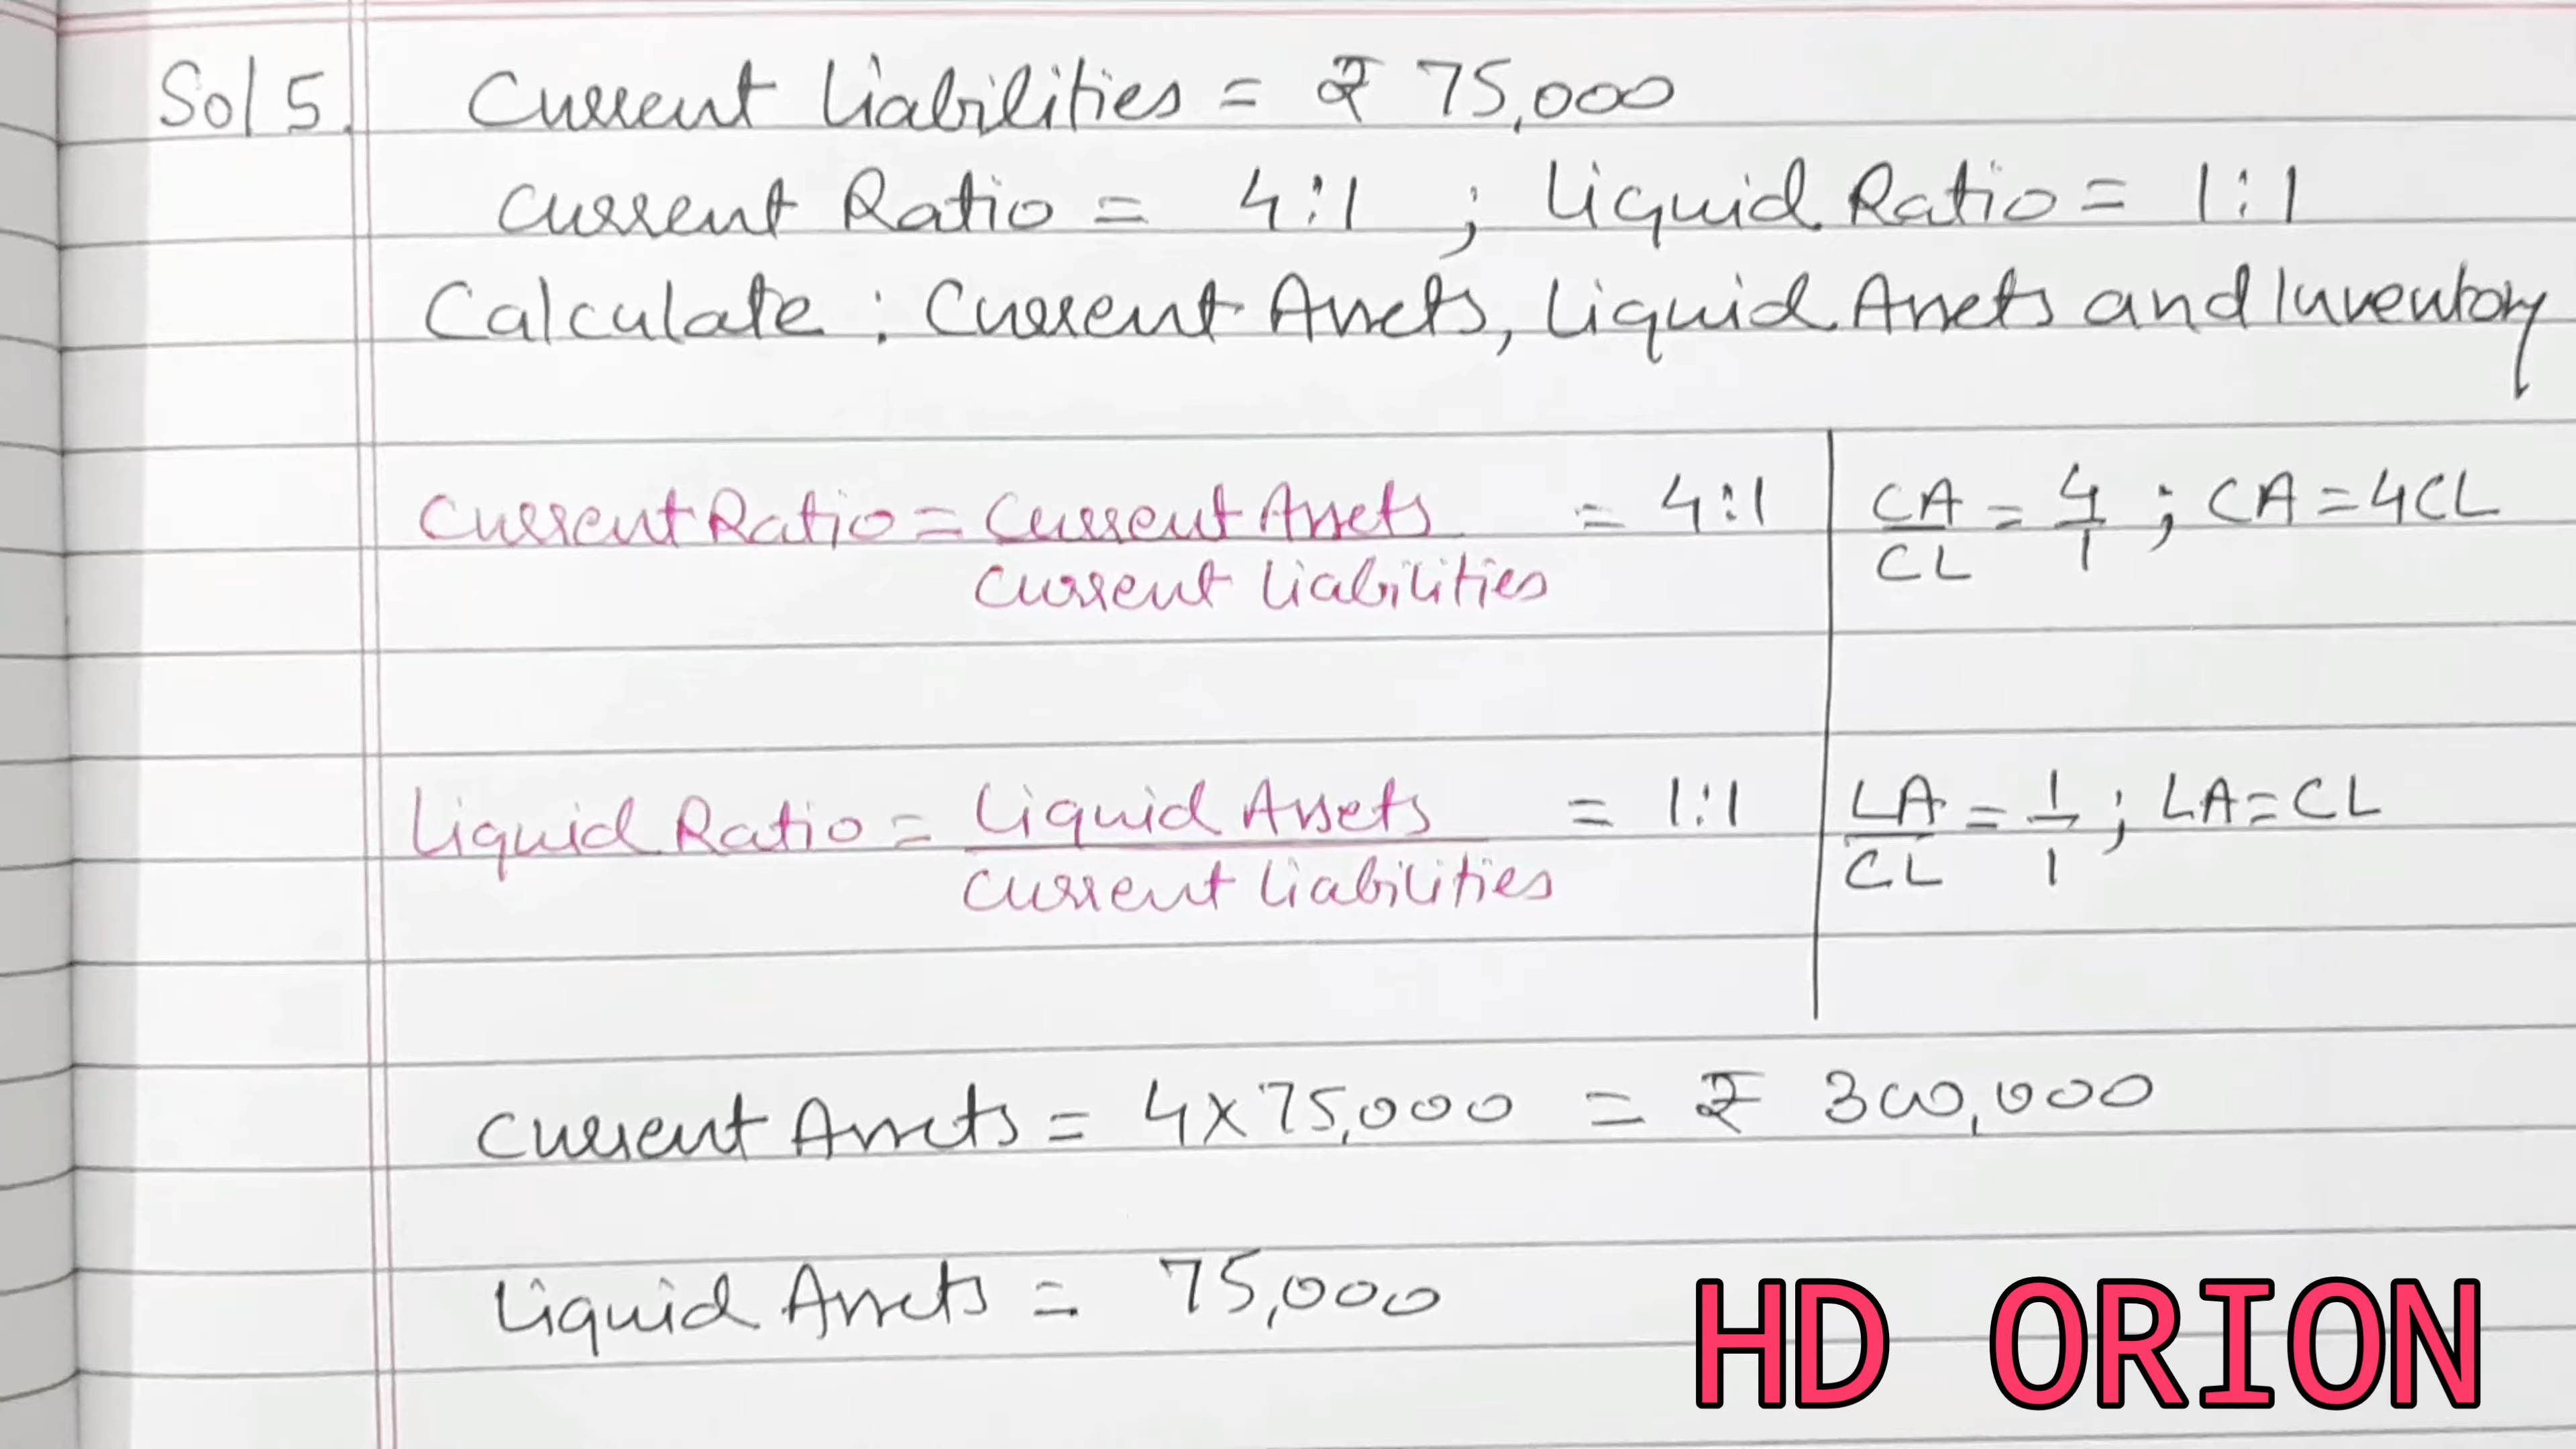 Sol 5. Current Liabilities = ₹ 75,000
Current Ratio = 4:1 ; Liquid Ratio = 1:1
Calculate : Current Assets, Liquid Assets and Inventory
Current Ratio = Current Assets / Current Liabilities = 4:1 | CA/CL = 4/1 ; CA = 4CL
Liquid Ratio = Liquid Assets / Current Liabilities = 1:1 | LA/CL = 1/1 ; LA = CL
Current Assets = 4 x 75,000 = ₹ 300,000
Liquid Assets = 75,000
HD ORION